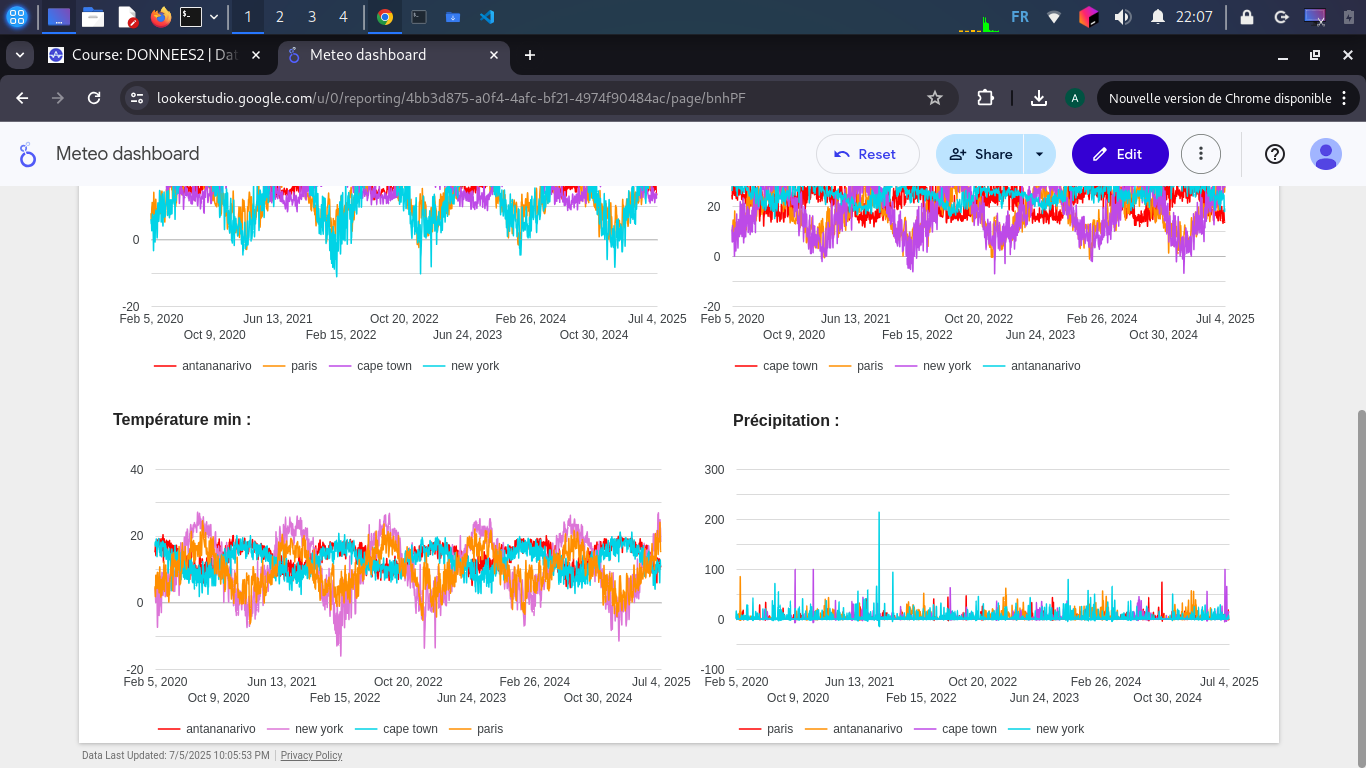 1 2 3 4 FR 22:07
Course: DONNEES2 | Dat
Meteo dashboard
lookerstudio.google.com/u/0/reporting/4bb3d875-a0f4-4afc-bf21-4974f90484ac/page/bnhPF
A
Nouvelle version de Chrome disponible
Meteo dashboard
Reset
Share
Edit
0
-20
Feb 5, 2020 Jun 13, 2021 Oct 20, 2022 Feb 26, 2024 Jul 4, 2025
Oct 9, 2020 Feb 15, 2022 Jun 24, 2023 Oct 30, 2024
antananarivo paris cape town new york
20
0
-20
Feb 5, 2020 Jun 13, 2021 Oct 20, 2022 Feb 26, 2024 Jul 4, 2025
Oct 9, 2020 Feb 15, 2022 Jun 24, 2023 Oct 30, 2024
cape town paris new york antananarivo
Température min :
40
20
0
-20
Feb 5, 2020 Jun 13, 2021 Oct 20, 2022 Feb 26, 2024 Jul 4, 2025
Oct 9, 2020 Feb 15, 2022 Jun 24, 2023 Oct 30, 2024
antananarivo new york cape town paris
Précipitation :
300
200
100
0
-100
Feb 5, 2020 Jun 13, 2021 Oct 20, 2022 Feb 26, 2024 Jul 4, 2025
Oct 9, 2020 Feb 15, 2022 Jun 24, 2023 Oct 30, 2024
paris antananarivo cape town new york
Data Last Updated: 7/5/2025 10:05:53 PM
Privacy Policy